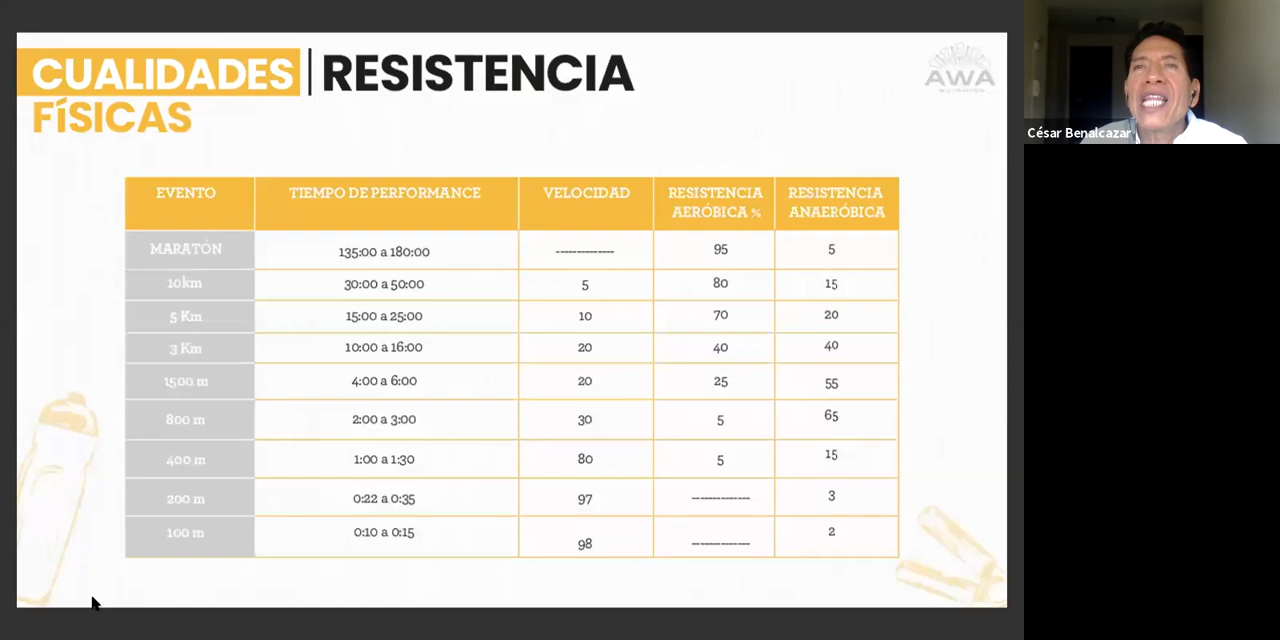 CUALIDADES | RESISTENCIA
FÍSICAS
AWA
EVENTO TIEMPO DE PERFORMANCE VELOCIDAD RESISTENCIA AERÓBICA % RESISTENCIA ANAERÓBICA
MARATÓN 135:00 a 180:00 -------------- 95 5
10km 30:00 a 50:00 5 80 15
5 Km 15:00 a 25:00 10 70 20
3 Km 10:00 a 16:00 20 40 40
1500 m 4:00 a 6:00 20 25 55
800 m 2:00 a 3:00 30 5 65
400 m 1:00 a 1:30 80 5 15
200 m 0:22 a 0:35 97 -------------- 3
100 m 0:10 a 0:15 98 -------------- 2
César Benalcazar